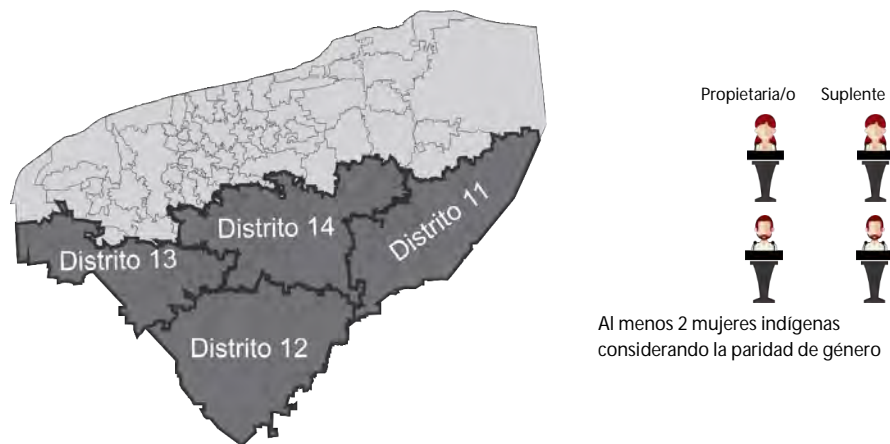 Distrito 14
Distrito 11
Distrito 13
Distrito 12
Propietaria/o Suplente
Al menos 2 mujeres indígenas
considerando la paridad de género